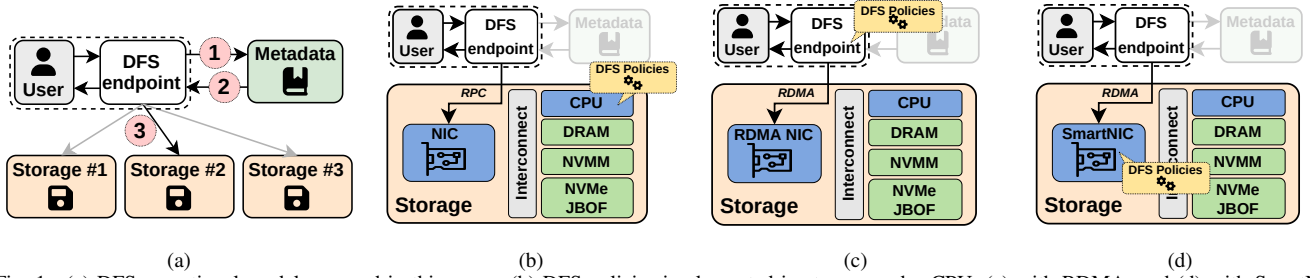 User
DFS
endpoint
1
2
Metadata
3
Storage #1
Storage #2
Storage #3
(a)
User
DFS
endpoint
Metadata
DFS Policies
RPC
NIC
Interconnect
CPU
DRAM
NVMM
NVMe
JBOF
Storage
(b)
User
DFS
endpoint
DFS Policies
RDMA
RDMA NIC
Interconnect
CPU
DRAM
NVMM
NVMe
JBOF
Storage
(c)
User
DFS
endpoint
Metadata
RDMA
SmartNIC
DFS Policies
CPU
DRAM
NVMM
NVMe
JBOF
Storage
(d)